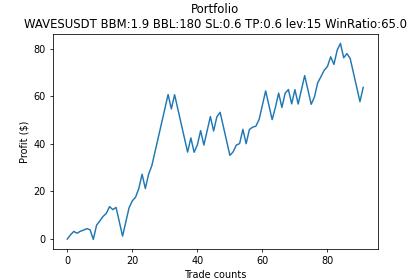 Portfolio
WAVESUSDT BBM:1.9 BBL:180 SL:0.6 TP:0.6 lev:15 WinRatio:65.0
Profit ($)
80
60
40
20
0
0 20 40 60 80
Trade counts